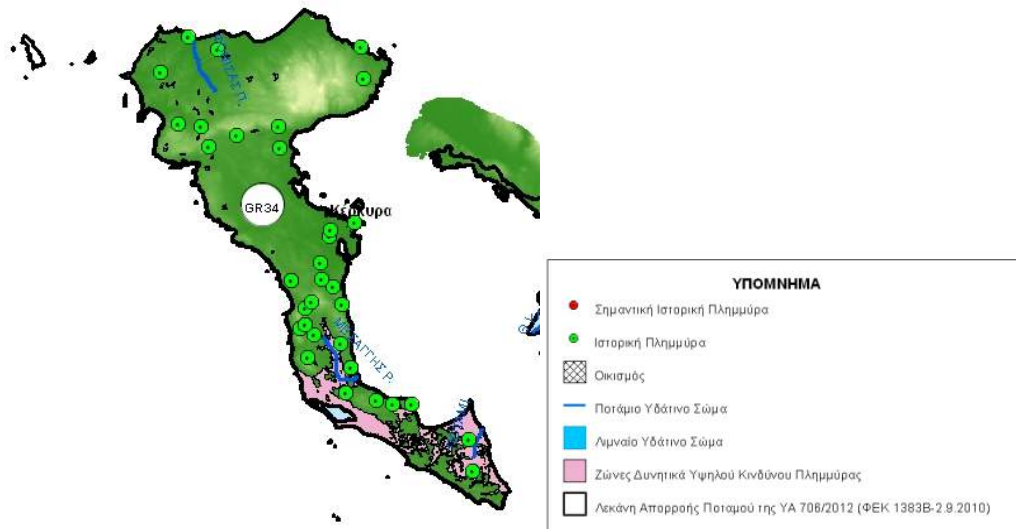 GR34
Κέρκυρα
ΜΕΣΑΓΓΗΣ Ρ.
ΥΠΟΜΝΗΜΑ
Σημαντική Ιστορική Πλημμύρα
Ιστορική Πλημμύρα
Οικισμός
Ποτάμιο Υδάτινο Σώμα
Λιμναίο Υδάτινο Σώμα
Ζώνες Δυνητικά Υψηλού Κινδύνου Πλημμύρας
Λεκάνη Απορροής Ποταμού της ΥΑ 706/2012 (ΦΕΚ 1383Β-2.9.2010)